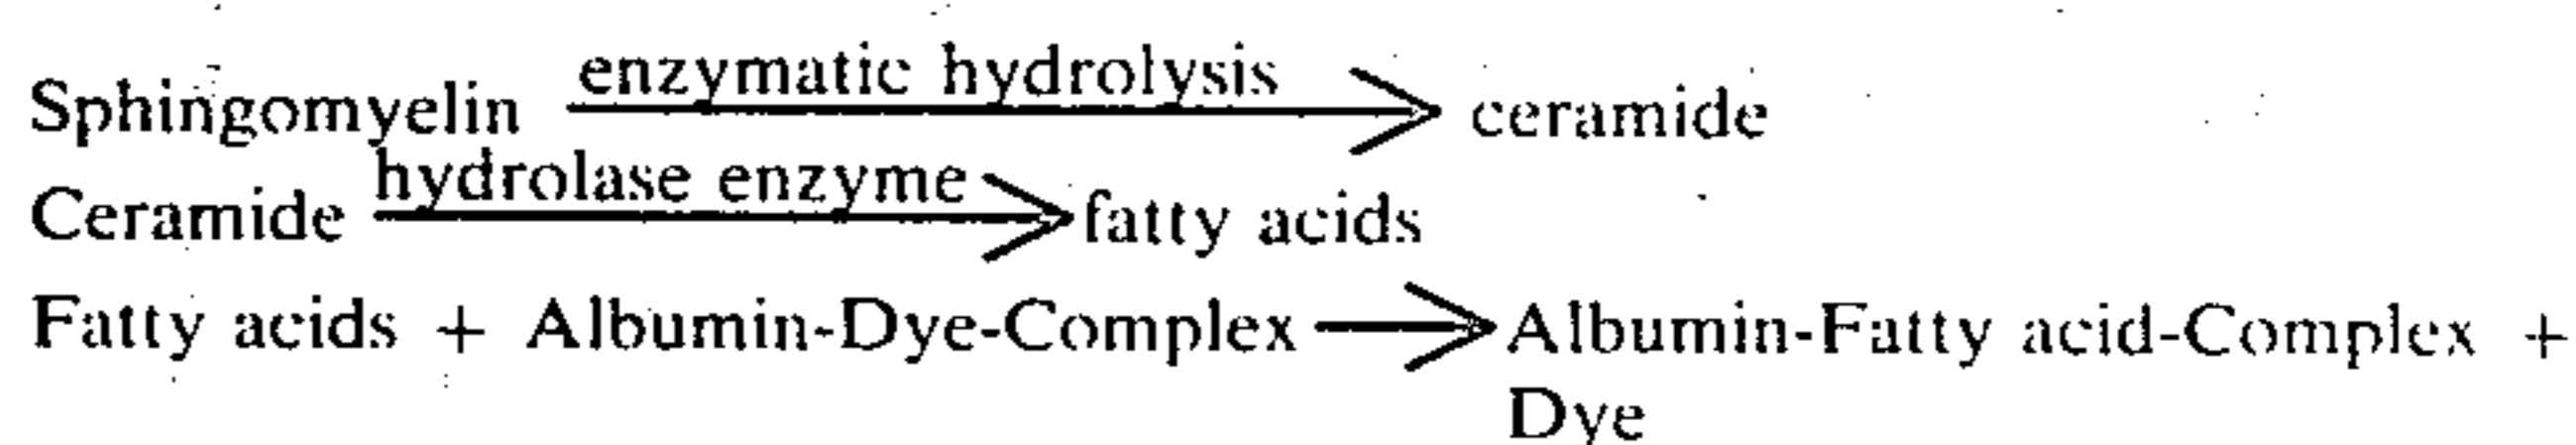 Sphingomyelin enzymatic hydrolysis ceramide
Ceramide hydrolase enzyme fatty acids
Fatty acids + Albumin-Dye-Complex Albumin-Fatty acid-Complex +
Dye